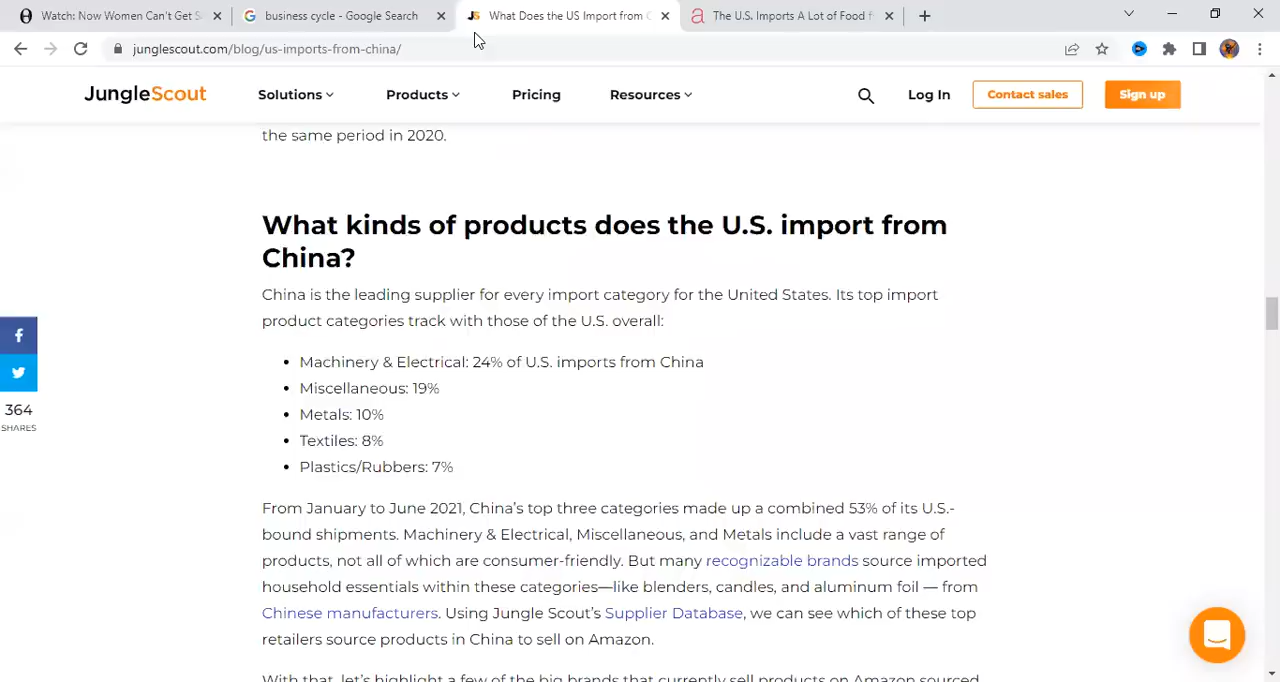 Watch: Now Women Can't Get S
business cycle - Google Search
What Does the US Import from C
The U.S. Imports A Lot of Food f
junglescout.com/blog/us-imports-from-china/
JungleScout
Solutions
Products
Pricing
Resources
Log In
Contact sales
Sign up
the same period in 2020.
What kinds of products does the U.S. import from
China?
China is the leading supplier for every import category for the United States. Its top import
product categories track with those of the U.S. overall:
• Machinery & Electrical: 24% of U.S. imports from China
• Miscellaneous: 19%
• Metals: 10%
• Textiles: 8%
• Plastics/Rubbers: 7%
364
SHARES
From January to June 2021, China's top three categories made up a combined 53% of its U.S.-
bound shipments. Machinery & Electrical, Miscellaneous, and Metals include a vast range of
products, not all of which are consumer-friendly. But many recognizable brands source imported
household essentials within these categories—like blenders, candles, and aluminum foil — from
Chinese manufacturers. Using Jungle Scout's Supplier Database, we can see which of these top
retailers source products in China to sell on Amazon.
With that, let's highlight a few of the big brands that currently sell products on Amazon sourced